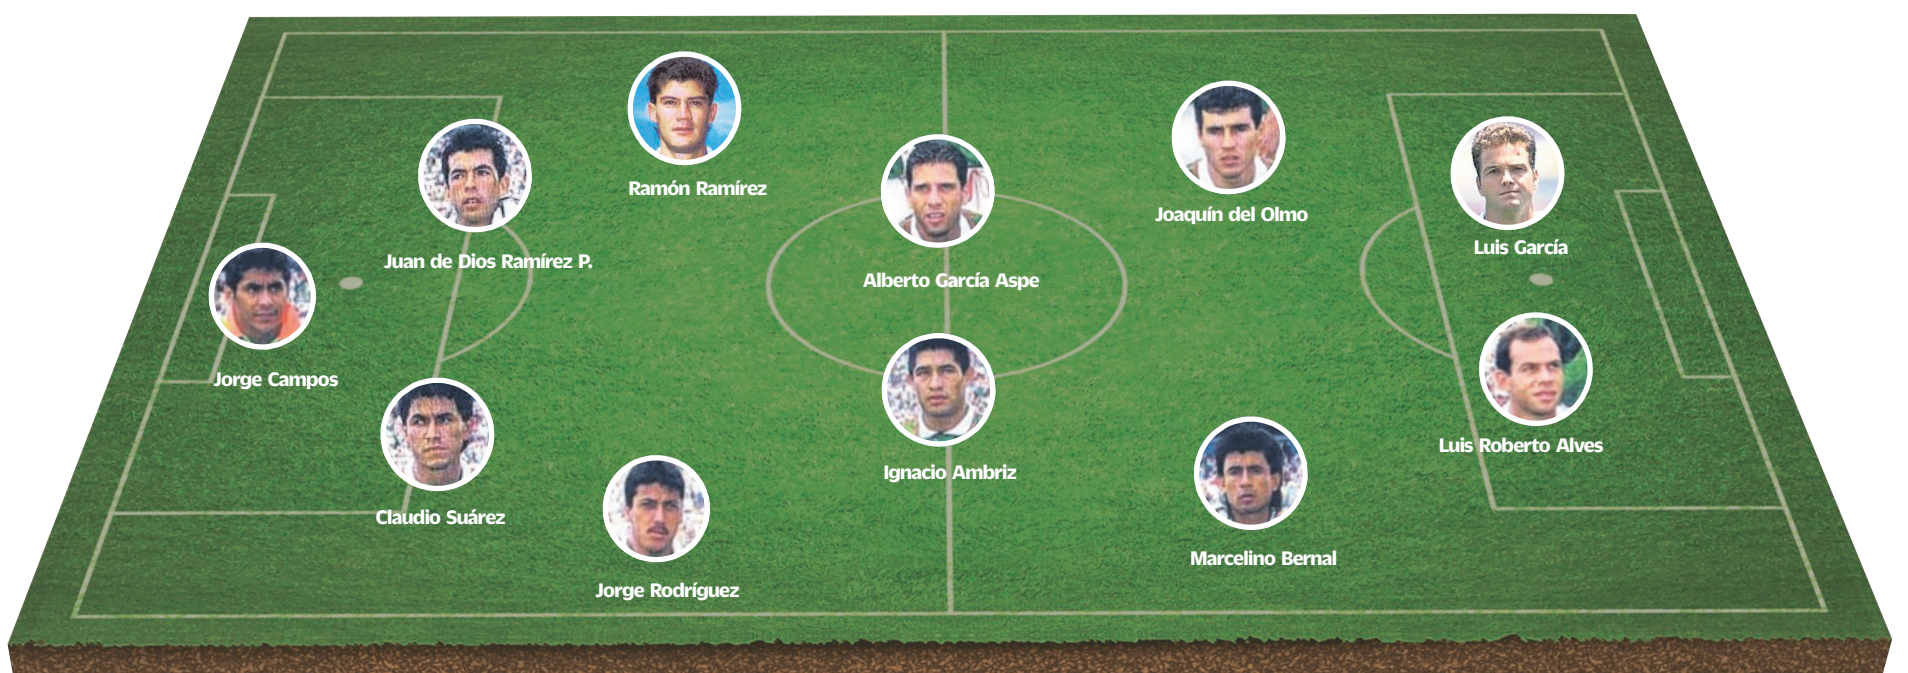 Ramón Ramírez
Joaquín del Olmo
Luis García
Juan de Dios Ramírez P.
Alberto García Aspe
Jorge Campos
Luis Roberto Alves
Ignacio Ambriz
Claudio Suárez
Marcelino Bernal
Jorge Rodríguez